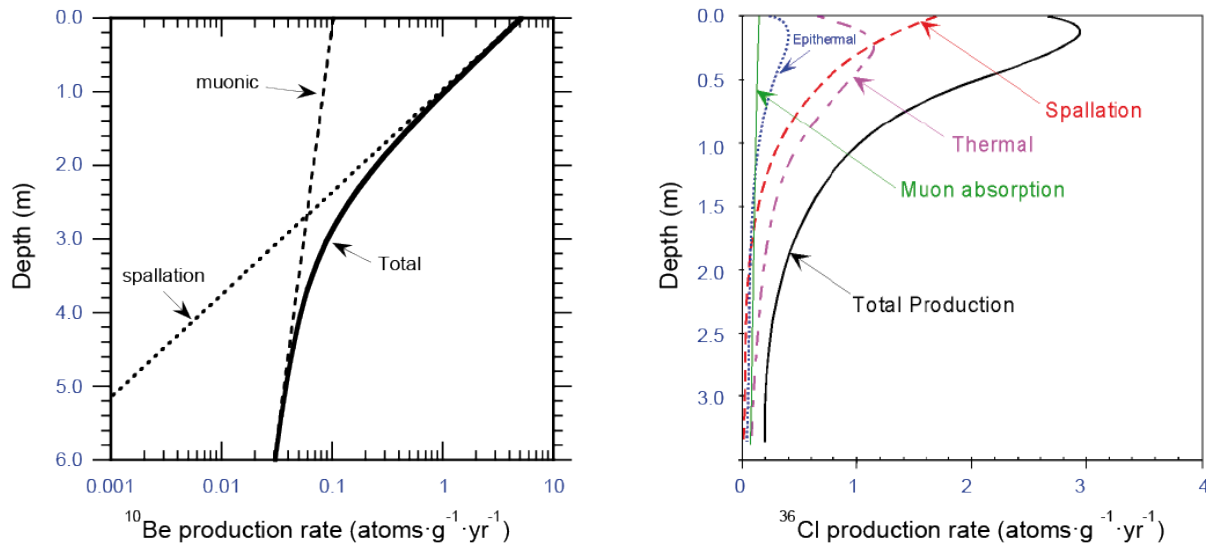 0.0
1.0
2.0
3.0
4.0
5.0
6.0
Depth (m)
muonic
spallation
Total
0.001
0.01
0.1
1
10
¹⁰Be production rate (atoms·g⁻¹·yr⁻¹)
0.0
0.5
1.0
1.5
2.0
2.5
3.0
Depth (m)
Epithermal
Spallation
Thermal
Muon absorption
Total Production
0
1
2
3
4
³⁶Cl production rate (atoms·g⁻¹·yr⁻¹)